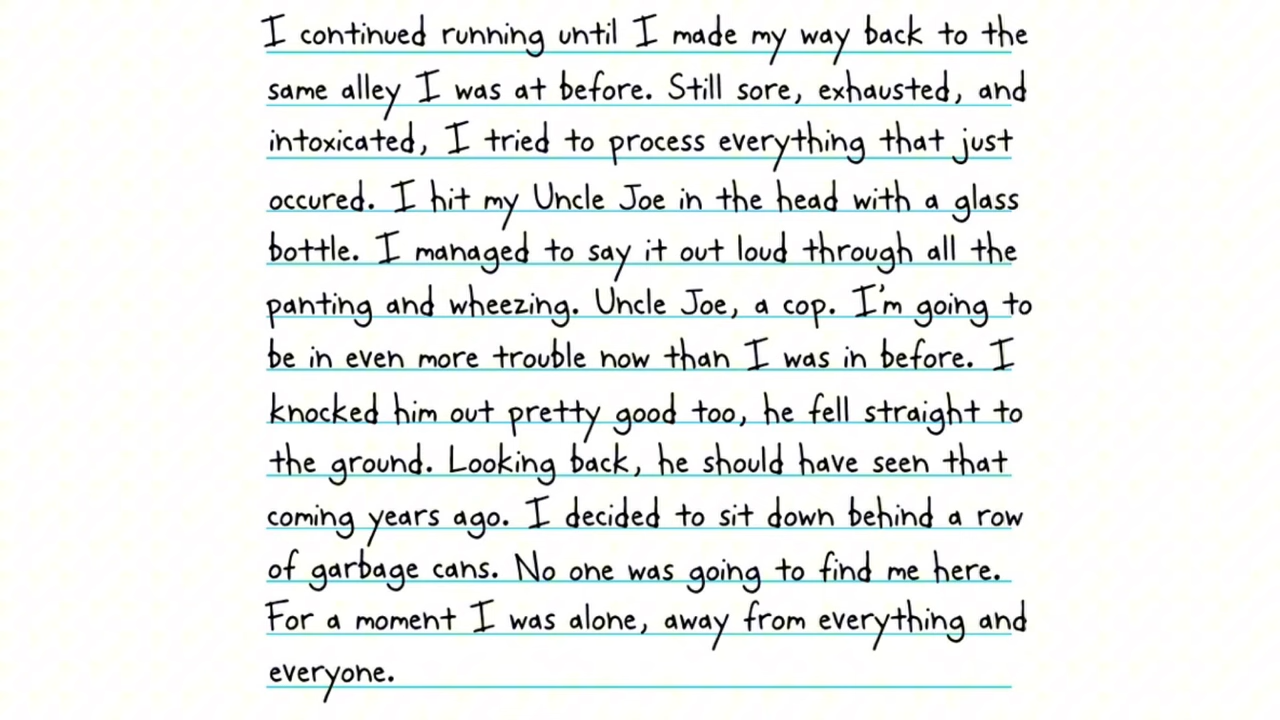 I continued running until I made my way back to the
same alley I was at before. Still sore, exhausted, and
intoxicated, I tried to process everything that just
occured. I hit my Uncle Joe in the head with a glass
bottle. I managed to say it out loud through all the
panting and wheezing. Uncle Joe, a cop. I'm going to
be in even more trouble now than I was in before. I
knocked him out pretty good too, he fell straight to
the ground. Looking back, he should have seen that
coming years ago. I decided to sit down behind a row
of garbage cans. No one was going to find me here.
For a moment I was alone, away from everything and
everyone.